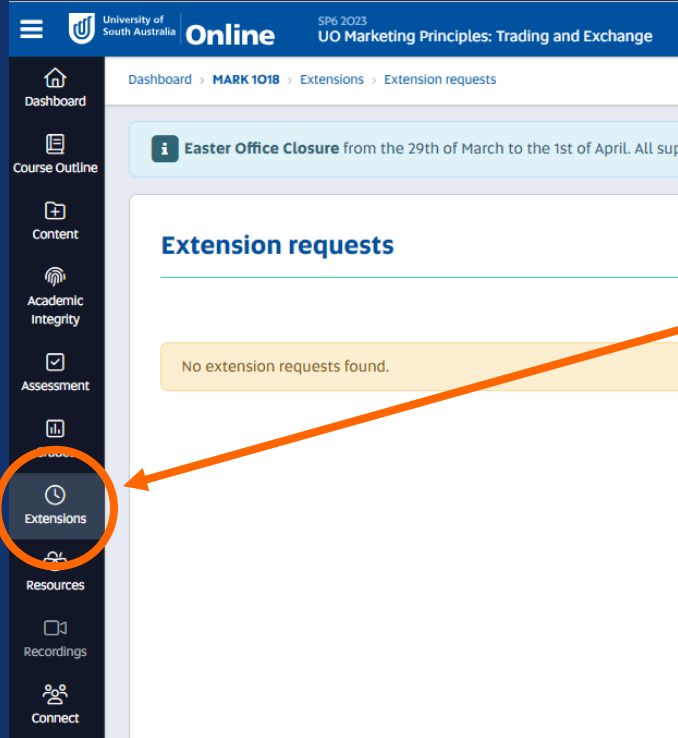 University of
South Australia
Online
SP6 2023
UO Marketing Principles: Trading and Exchange
Dashboard
Dashboard › MARK 1018 › Extensions › Extension requests
Course Outline
i Easter Office Closure from the 29th of March to the 1st of April. All sup
Content
Extension requests
Academic
Integrity
No extension requests found.
Assessment
Grades
Extensions
Resources
Recordings
Connect